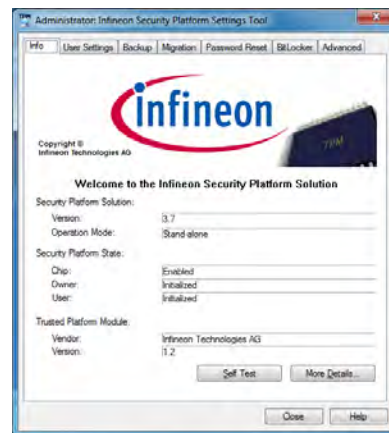 Administrator: Infineon Security Platform Settings Tool
Info User Settings Backup Migration Password Reset BitLocker Advanced
infineon
TPM
Copyright ©
Infineon Technologies AG
Welcome to the Infineon Security Platform Solution
Security Platform Solution:
Version: 3.7
Operation Mode: Stand-alone
Security Platform State:
Chip: Enabled
Owner: Initialized
User: Initialized
Trusted Platform Module:
Vendor: Infineon Technologies AG
Version: 1.2
Self Test More Details...
Close Help